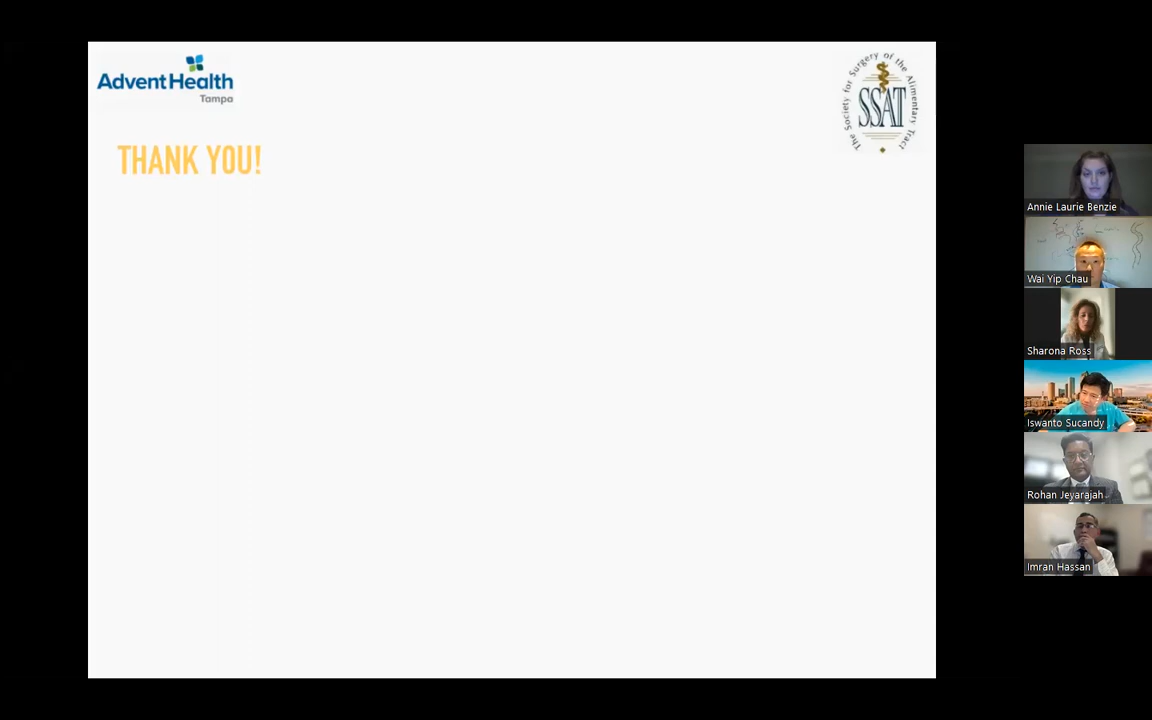 AdventHealth
Tampa
The Society for Surgery of the Alimentary Tract
SSAT
THANK YOU!
Annie Laurie Benzie
Wai Yip Chau
Sharona Ross
Iswanto Sucandy
Rohan Jeyarajah
Imran Hassan